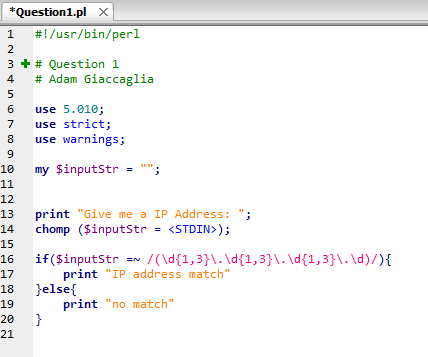 *Question1.pl
1 #!/usr/bin/perl
2
3 # Question 1
4 # Adam Giaccaglia
5
6 use 5.010;
7 use strict;
8 use warnings;
9
10 my $inputStr = "";
11
12
13 print "Give me a IP Address: ";
14 chomp ($inputStr = <STDIN>);
15
16 if($inputStr =~ /(\d{1,3}\.\d{1,3}\.\d{1,3}\.\d)/){
17 print "IP address match"
18 }else{
19 print "no match"
20 }
21